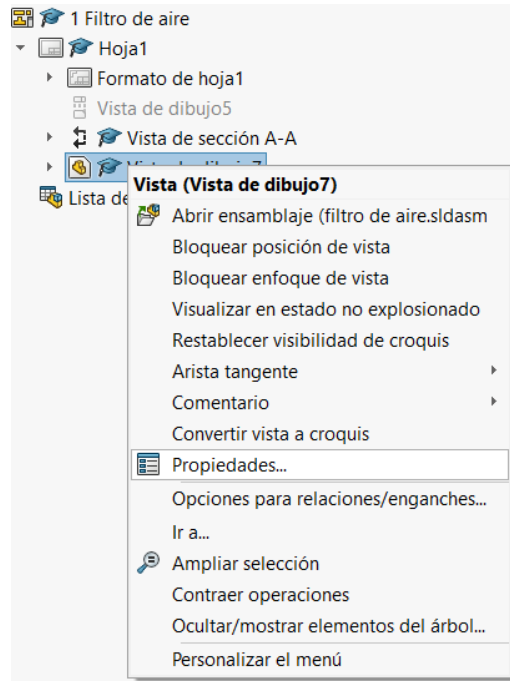 1 Filtro de aire
Hoja1
Formato de hoja1
Vista de dibujo5
Vista de sección A-A
Lista de
Vista (Vista de dibujo7)
Abrir ensamblaje (filtro de aire.sldasm
Bloquear posición de vista
Bloquear enfoque de vista
Visualizar en estado no explosionado
Restablecer visibilidad de croquis
Arista tangente
Comentario
Convertir vista a croquis
Propiedades...
Opciones para relaciones/enganches...
Ir a...
Ampliar selección
Contraer operaciones
Ocultar/mostrar elementos del árbol...
Personalizar el menú